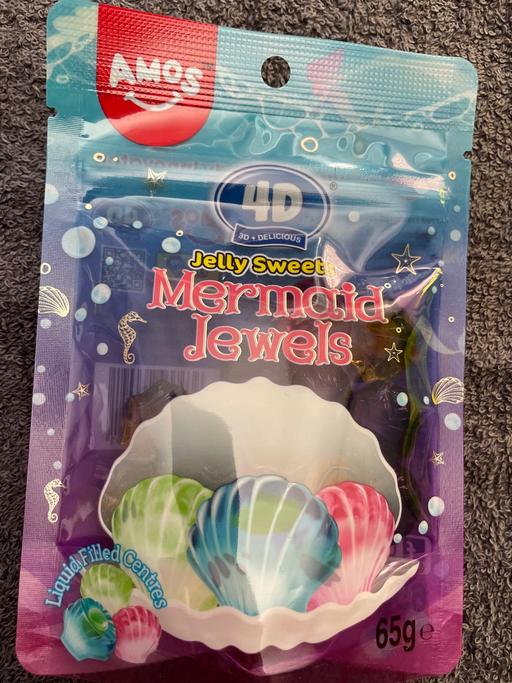 AMOS
4D
3D + DELICIOUS
Jelly Sweets
Mermaid
Jewels
Liquid Filled Centres
65g e